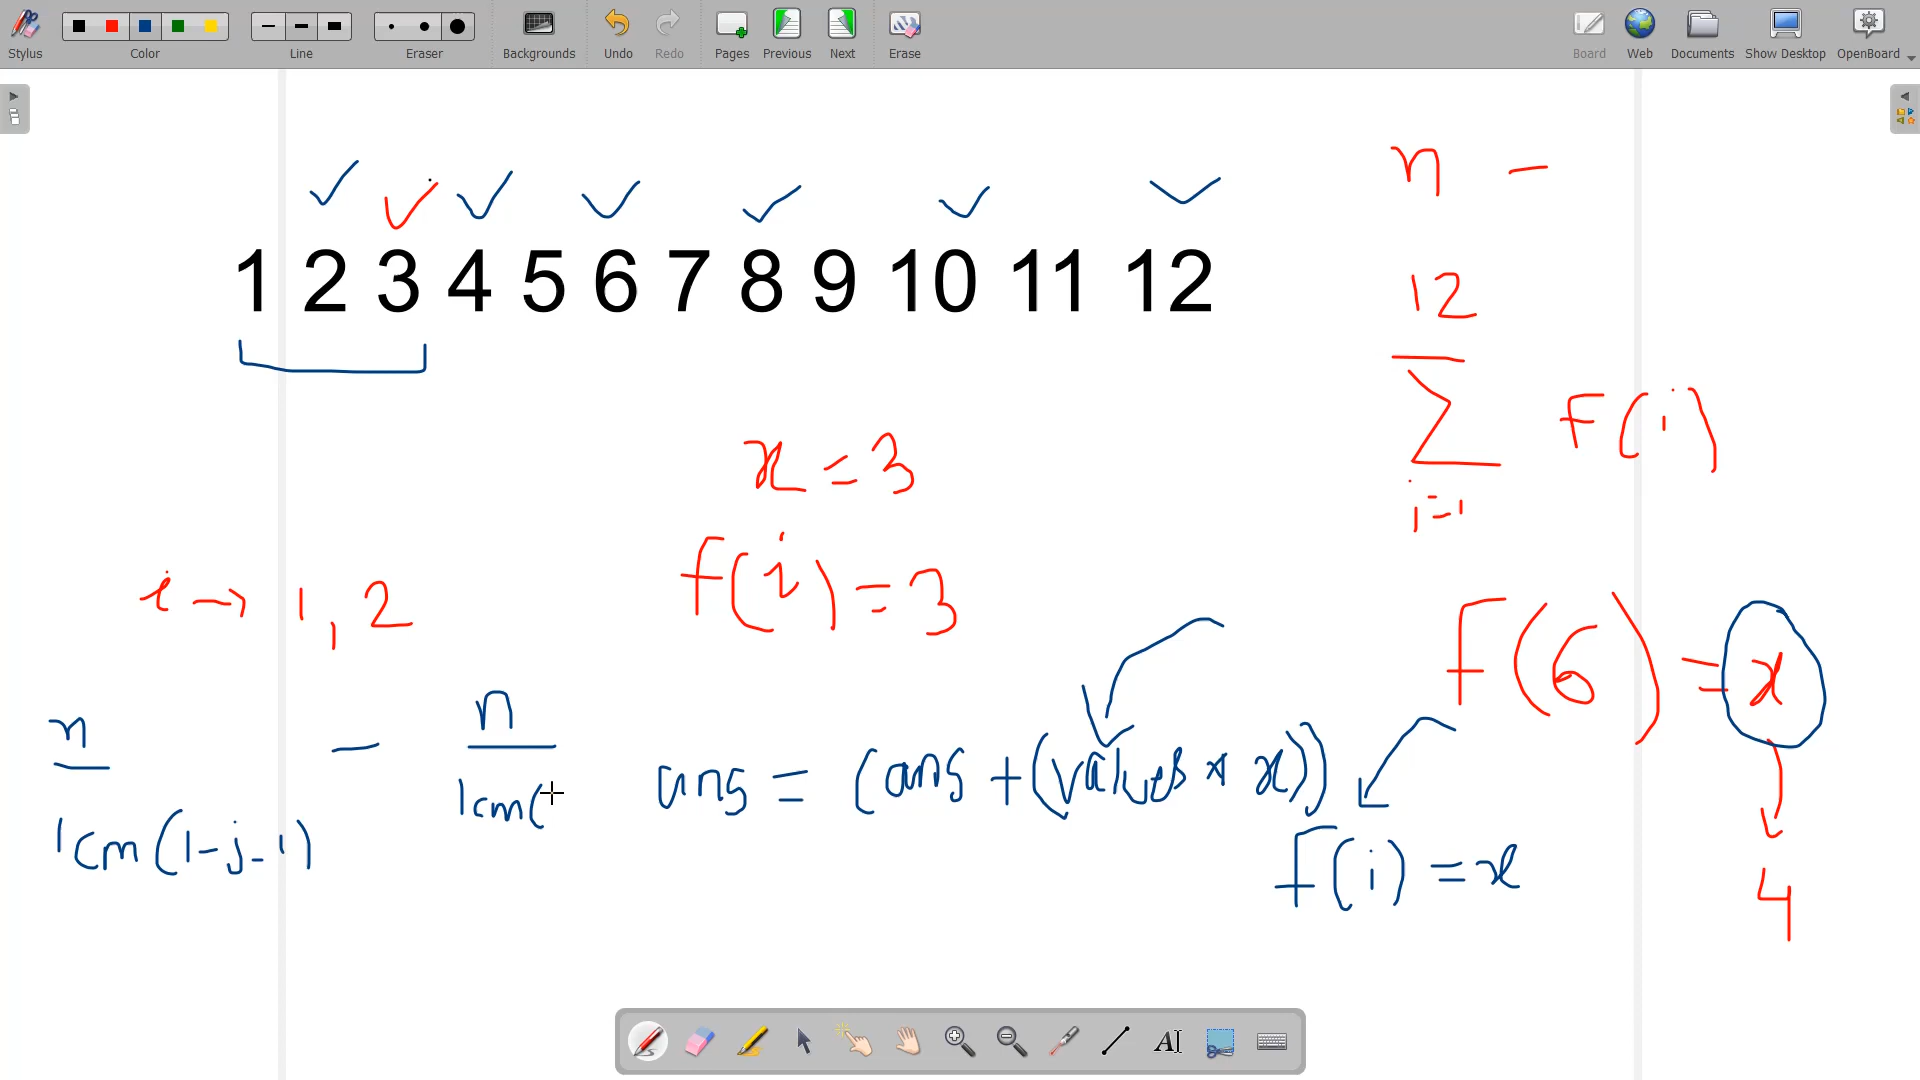 Stylus Color Line Eraser Backgrounds Undo Redo Pages Previous Next Erase Board Web Documents Show Desktop OpenBoard
n -
1 2 3 4 5 6 7 8 9 10 11 12
12
∑ F(i)
i=1
x = 3
f(i) = 3
i → 1, 2
F(6) = x
4
n - n
lcm(1-j-1) lcm(
ans = (ans + (values * x))
f(i) = x